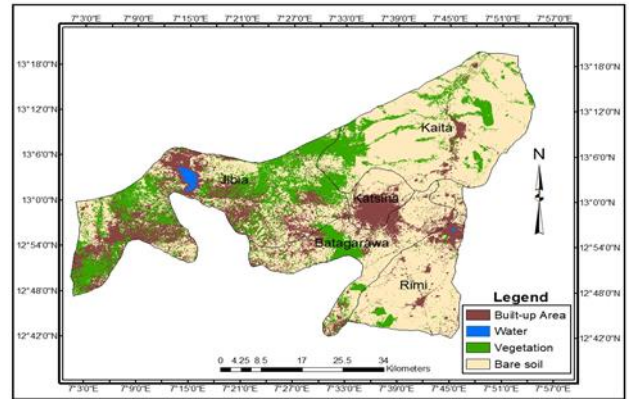 7°3'0"E 7°9'0"E 7°15'0"E 7°21'0"E 7°27'0"E 7°33'0"E 7°39'0"E 7°45'0"E 7°51'0"E 7°57'0"E
13°18'0"N 13°18'0"N
13°12'0"N 13°12'0"N
Kaita
13°6'0"N 13°6'0"N
N
Jibia
13°0'0"N 13°0'0"N
Katsina
12°54'0"N 12°54'0"N
Batagarawa
12°48'0"N 12°48'0"N
Rimi
12°42'0"N 12°42'0"N
Legend
Built-up Area
Water
Vegetation
Bare soil
0 4.25 8.5 17 25.5 34
Kilometers
7°3'0"E 7°9'0"E 7°15'0"E 7°21'0"E 7°27'0"E 7°33'0"E 7°39'0"E 7°45'0"E 7°51'0"E 7°57'0"E